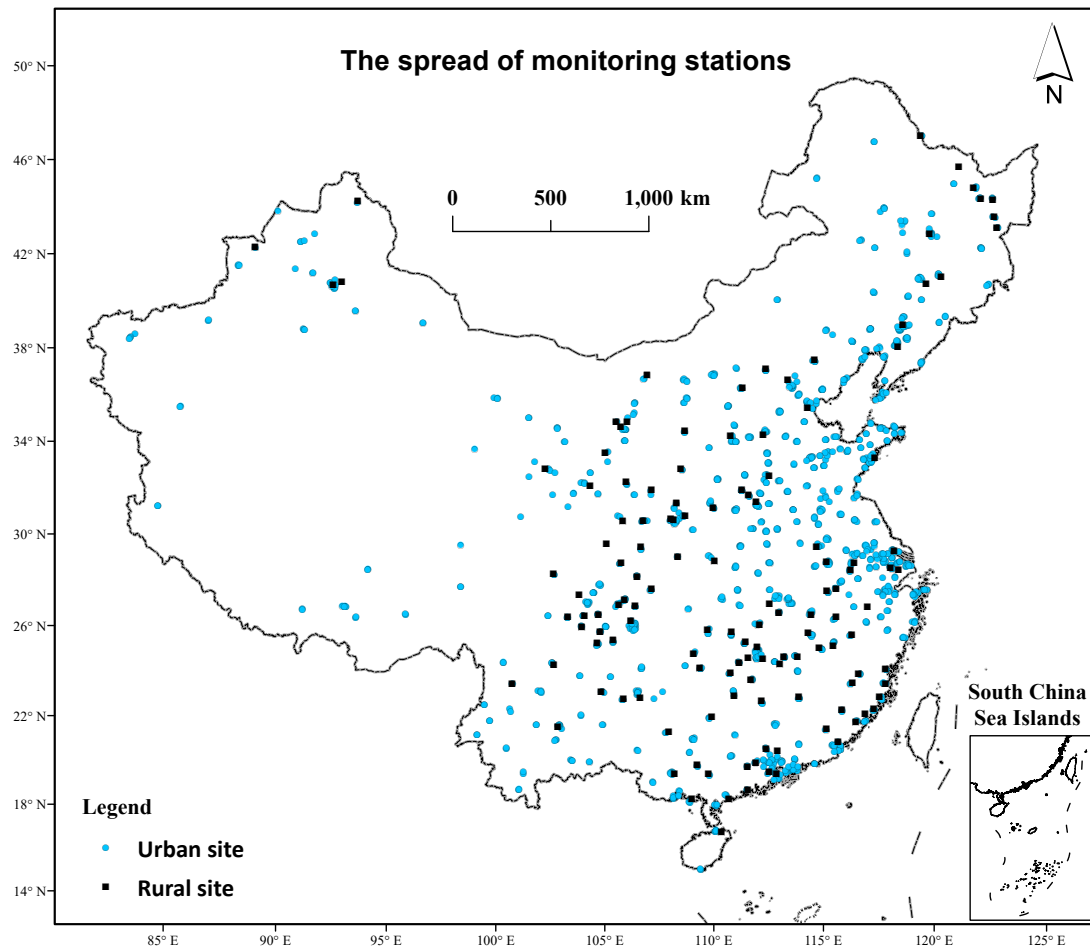 The spread of monitoring stations
N
50° N
46° N
42° N
38° N
34° N
30° N
26° N
22° N
18° N
14° N
0 500 1,000 km
South China
Sea Islands
Legend
Urban site
Rural site
85° E 90° E 95° E 100° E 105° E 110° E 115° E 120° E 125° E